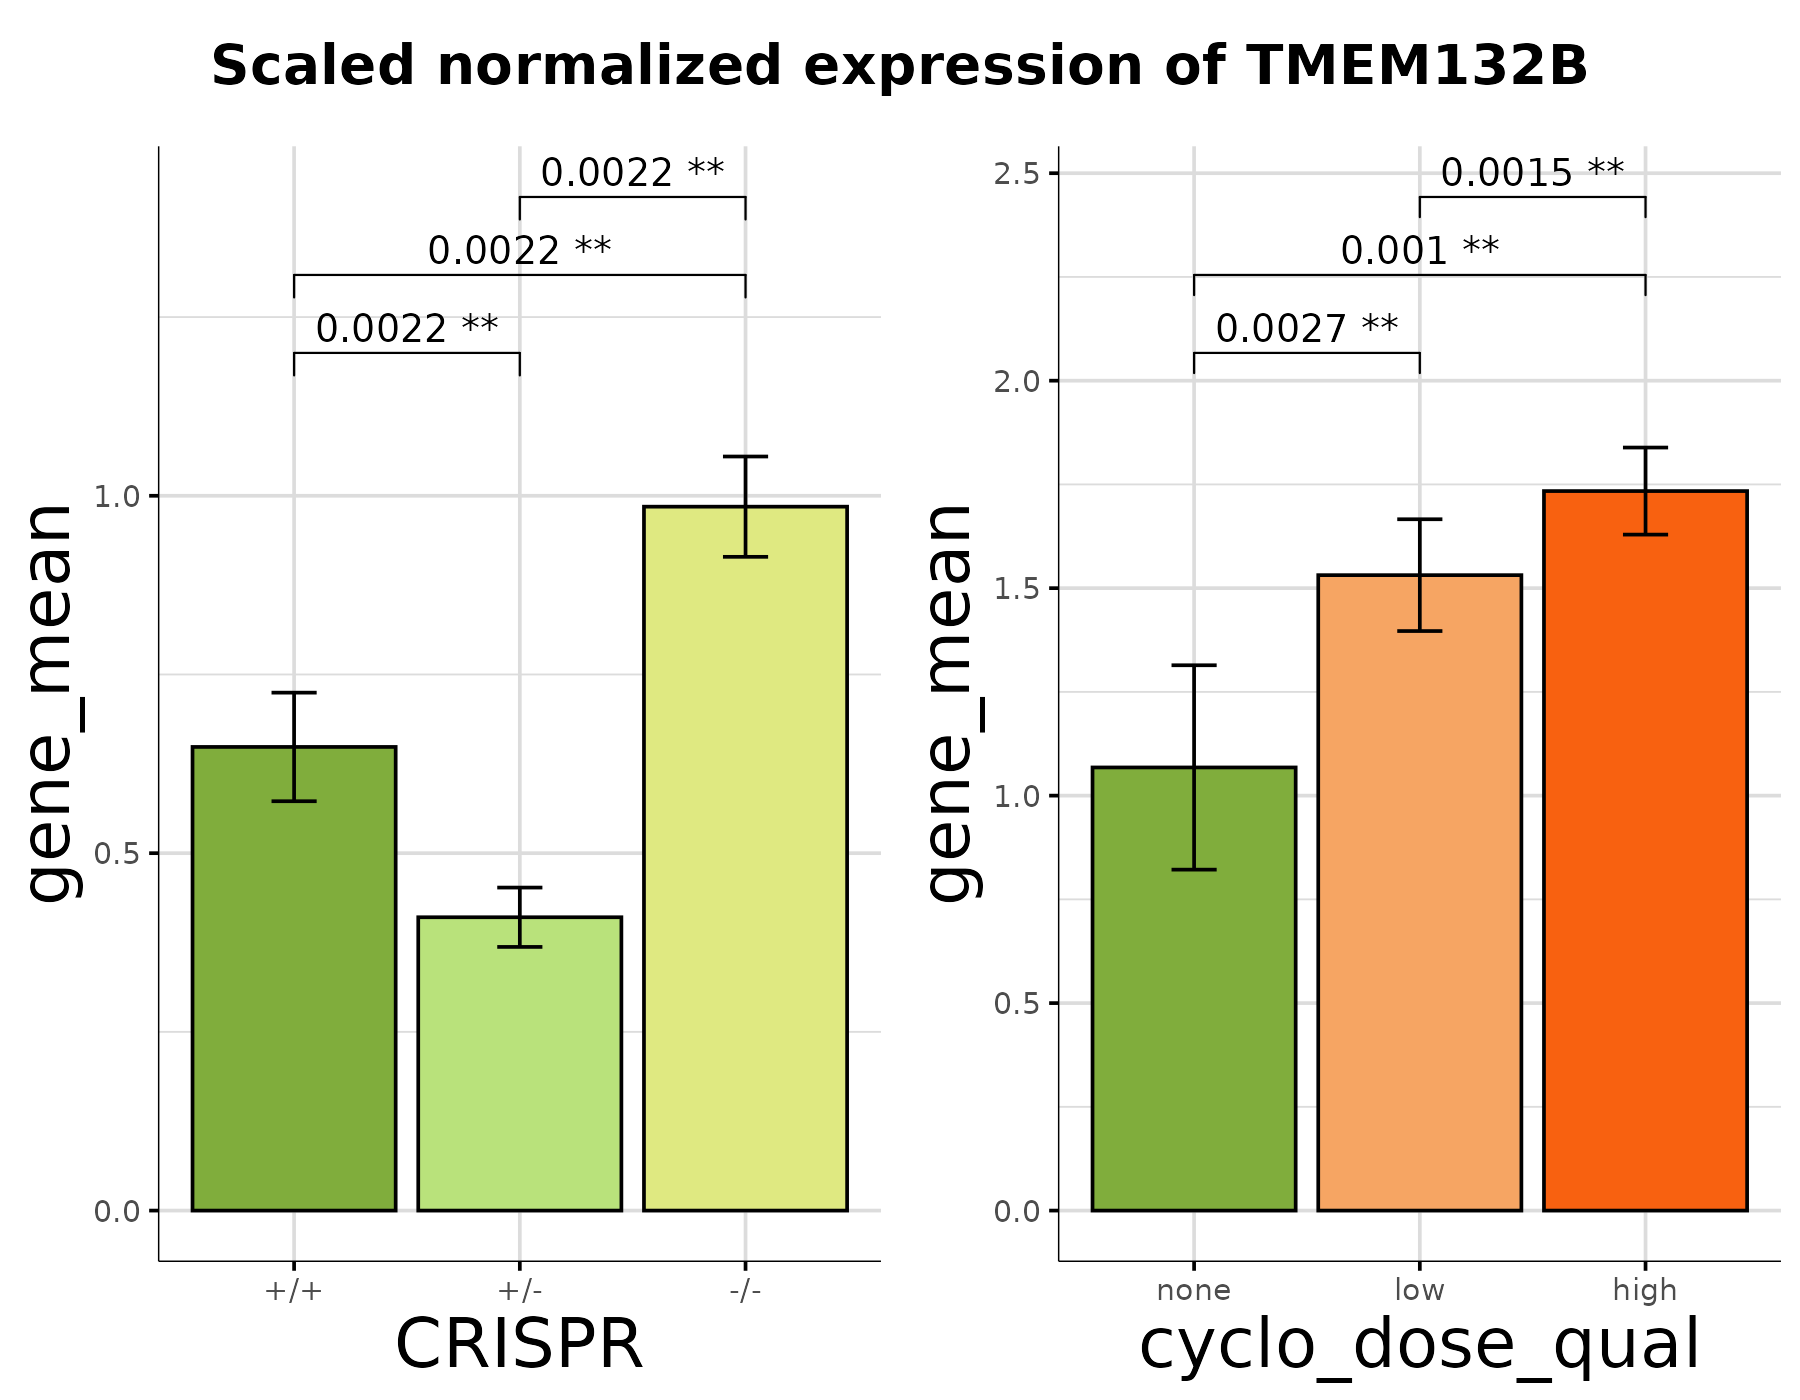 Scaled normalized expression of TMEM132B
0.0022 **
0.0022 **
0.0022 **
1.0
0.5
0.0
gene_mean
+/+ +/- -/-
CRISPR
0.0015 **
0.001 **
0.0027 **
2.5
2.0
1.5
1.0
0.5
0.0
gene_mean
none low high
cyclo_dose_qual